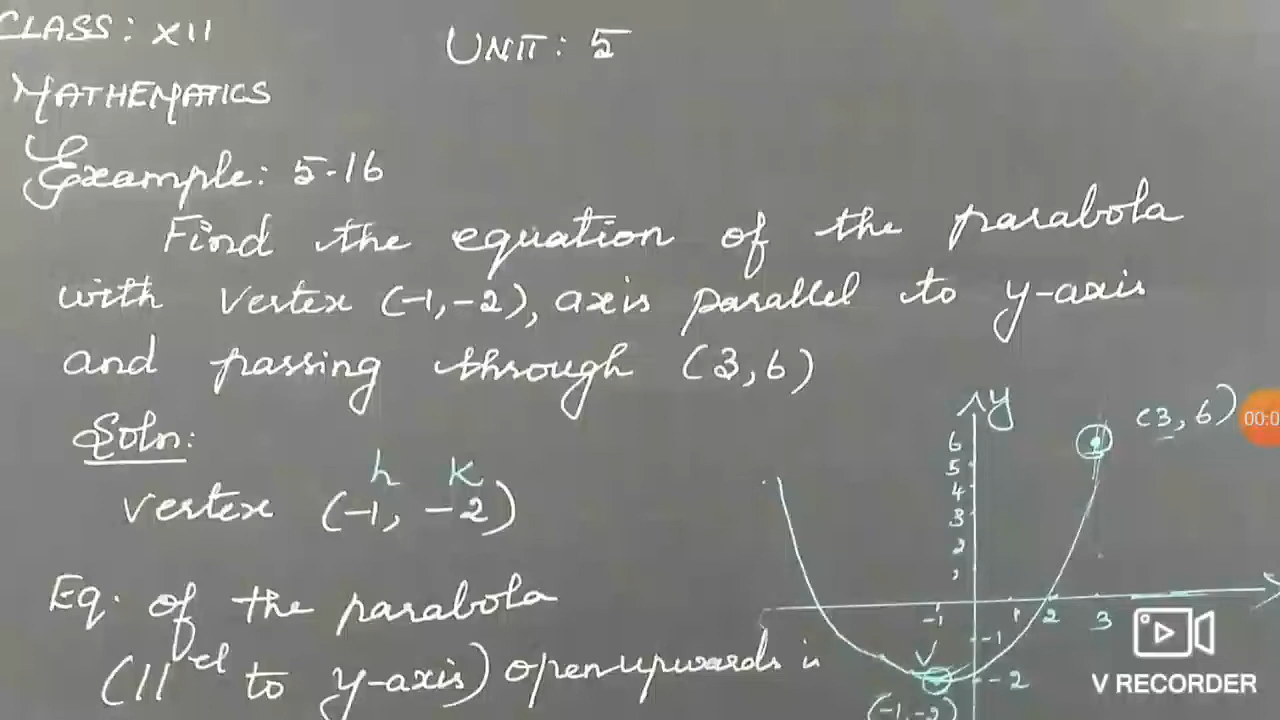 CLASS: XII
UNIT: 5
MATHEMATICS
Example: 5.16
Find the equation of the parabola
with vertex (-1,-2), axis parallel to y-axis
and passing through (3,6)
Soln:
h k
vertex (-1, -2)
Eq. of the parabola
(11^el to y-axis) open upwards is
y
(3, 6)
6
5
4
3
2
-1 1 2 3
-1
-2
V
(-1,-2)
00:0
V RECORDER